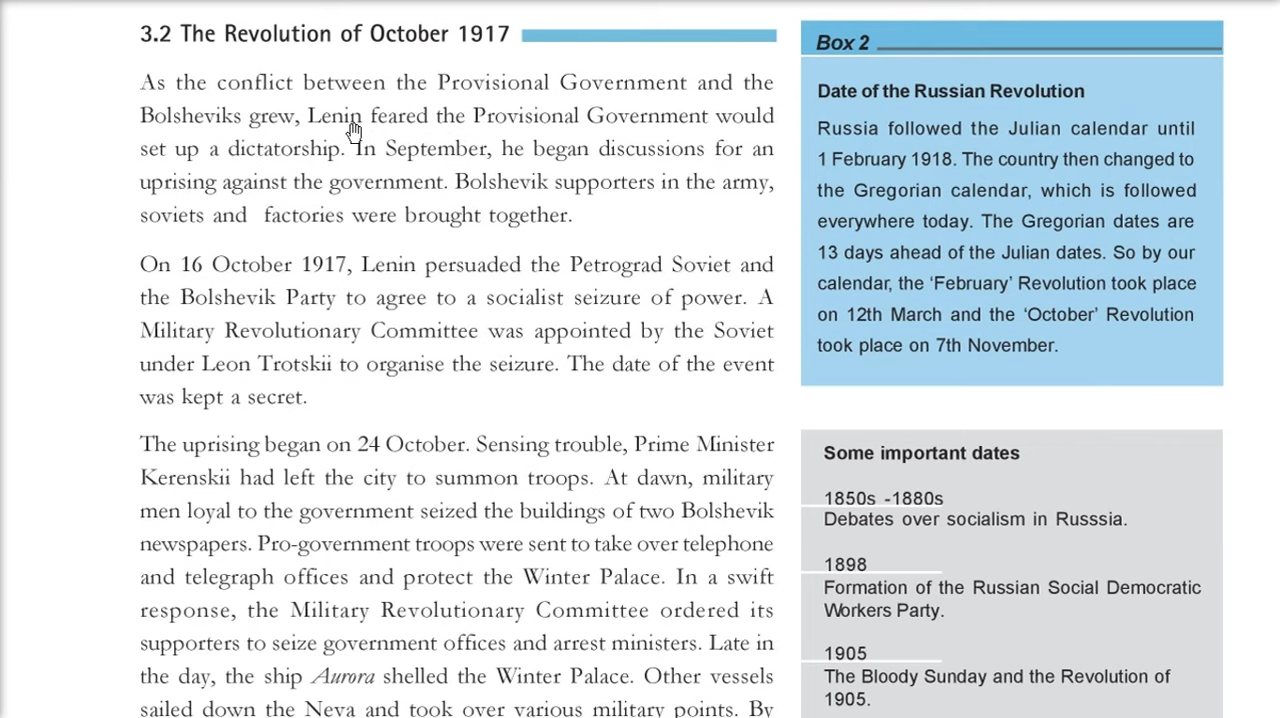 3.2 The Revolution of October 1917
As the conflict between the Provisional Government and the
Bolsheviks grew, Lenin feared the Provisional Government would
set up a dictatorship. In September, he began discussions for an
uprising against the government. Bolshevik supporters in the army,
soviets and factories were brought together.
On 16 October 1917, Lenin persuaded the Petrograd Soviet and
the Bolshevik Party to agree to a socialist seizure of power. A
Military Revolutionary Committee was appointed by the Soviet
under Leon Trotskii to organise the seizure. The date of the event
was kept a secret.
The uprising began on 24 October. Sensing trouble, Prime Minister
Kerenskii had left the city to summon troops. At dawn, military
men loyal to the government seized the buildings of two Bolshevik
newspapers. Pro-government troops were sent to take over telephone
and telegraph offices and protect the Winter Palace. In a swift
response, the Military Revolutionary Committee ordered its
supporters to seize government offices and arrest ministers. Late in
the day, the ship Aurora shelled the Winter Palace. Other vessels
sailed down the Neva and took over various military points. By
Box 2
Date of the Russian Revolution
Russia followed the Julian calendar until
1 February 1918. The country then changed to
the Gregorian calendar, which is followed
everywhere today. The Gregorian dates are
13 days ahead of the Julian dates. So by our
calendar, the ‘February’ Revolution took place
on 12th March and the ‘October’ Revolution
took place on 7th November.
Some important dates
1850s -1880s
Debates over socialism in Russsia.
1898
Formation of the Russian Social Democratic
Workers Party.
1905
The Bloody Sunday and the Revolution of
1905.